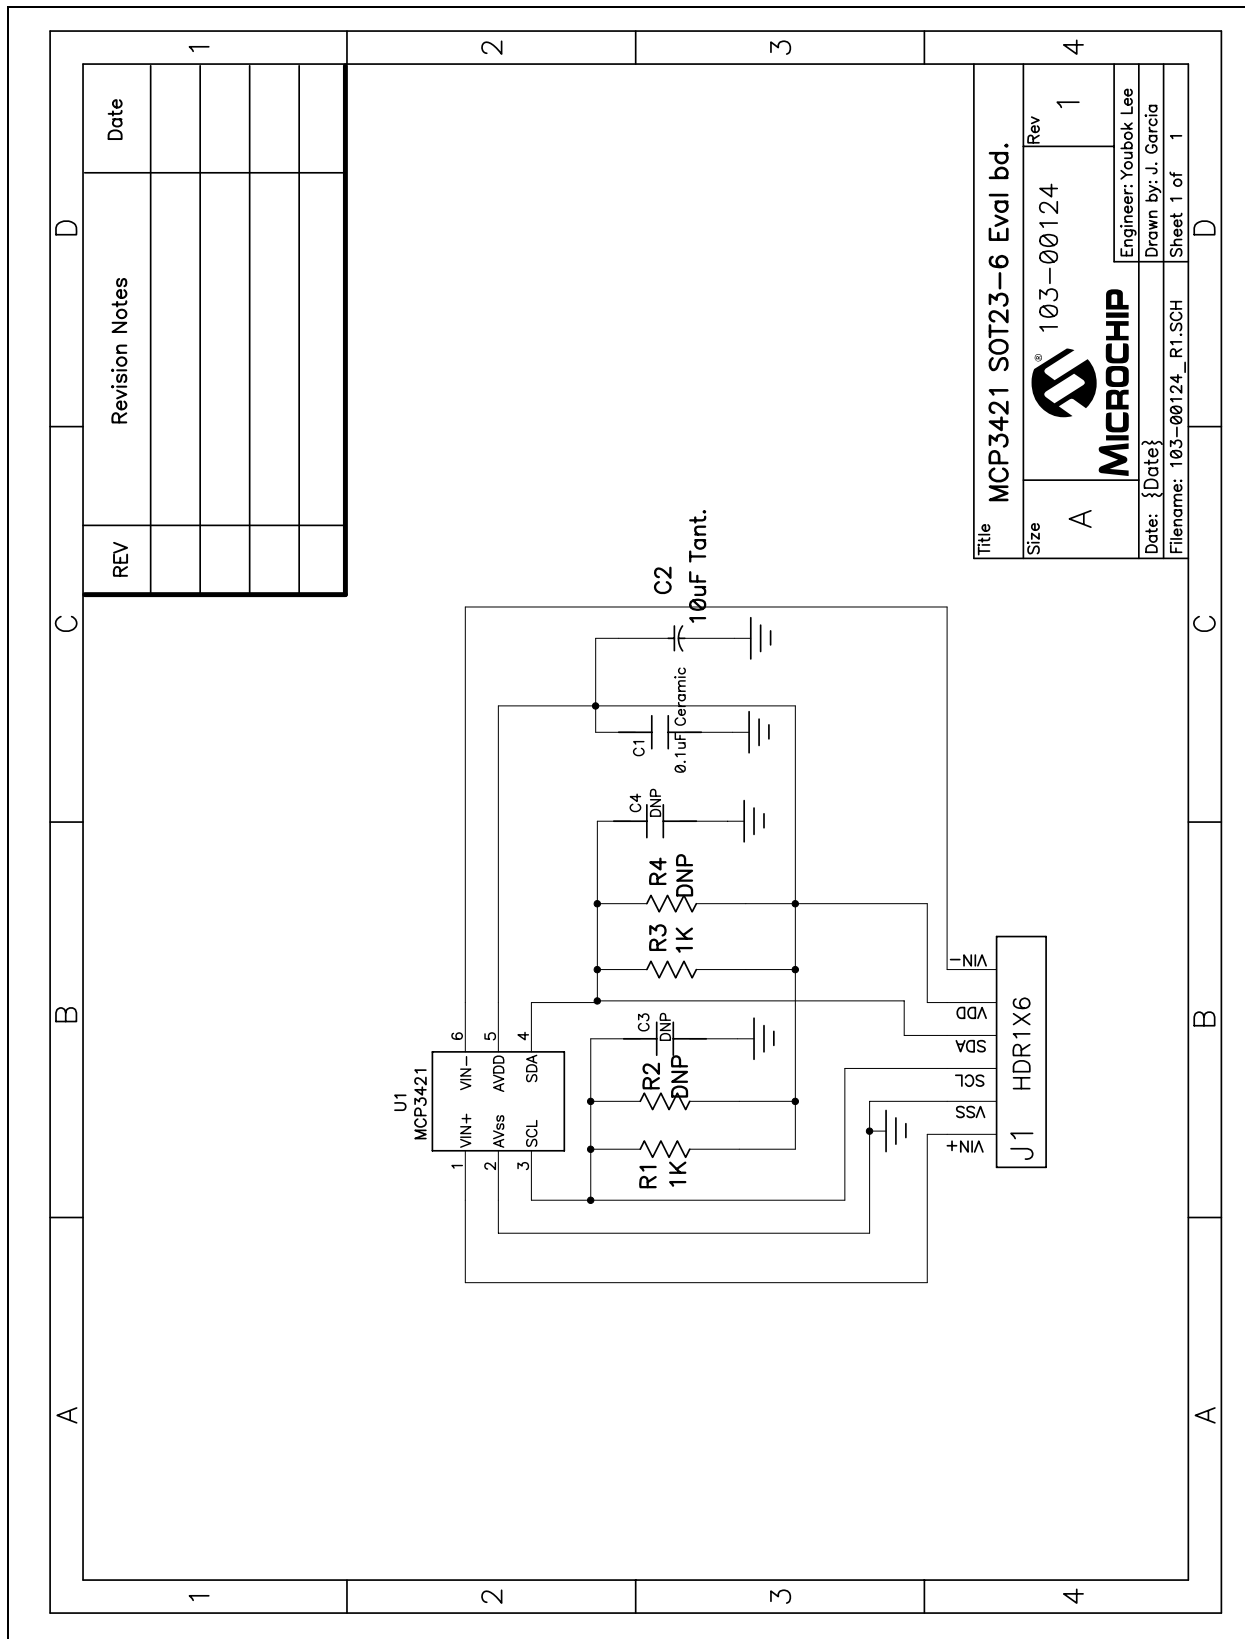 A
B
C
D
1
2
3
4
REV
Revision Notes
Date
U1
MCP3421
1
VIN+
VIN-
6
2
AVss
AVDD
5
3
SCL
SDA
4
R1
1K
R2
DNP
C3
DNP
R3
1K
R4
DNP
C4
DNP
C1
0.1uF Ceramic
C2
10uF Tant.
VIN+
VSS
SCL
SDA
VDD
VIN-
J1
HDR1X6
Title
MCP3421 SOT23-6 Eval bd.
Size
A
103-00124
Rev
1
®
MICROCHIP
Engineer: Youbok Lee
Date: {Date}
Drawn by: J. Garcia
Filename: 103-00124_R1.SCH
Sheet 1 of 1
1
2
3
4
A
B
C
D